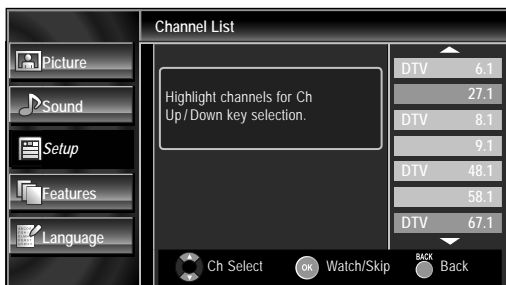 Channel List
Picture
Sound
Setup
Features
Language
Highlight channels for Ch
Up/Down key selection.
DTV 6.1
27.1
DTV 8.1
9.1
DTV 48.1
58.1
DTV 67.1
Ch Select
OK Watch/Skip
BACK Back